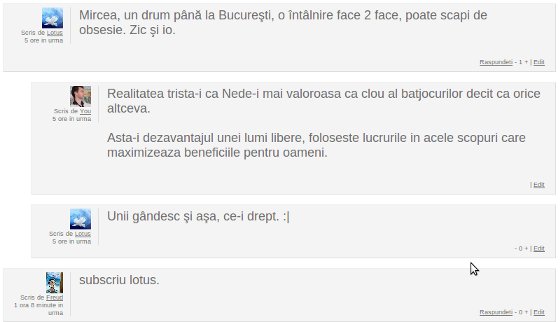 Mircea, un drum până la Bucureşti, o întâlnire face 2 face, poate scapi de
obsesie. Zic şi io.
Scris de Lotus
5 ore in urma
Raspundeti - 1 + | Edit
Realitatea trista-i ca Nede-i mai valoroasa ca clou al batjocurilor decit ca orice
altceva.
Asta-i dezavantajul unei lumi libere, foloseste lucrurile in acele scopuri care
maximizeaza beneficiile pentru oameni.
Scris de You
5 ore in urma
| Edit
Unii gândesc şi aşa, ce-i drept. :|
Scris de Lotus
5 ore in urma
- 0 + | Edit
subscriu lotus.
Scris de Freud
1 ora 8 minute in
urma
Raspundeti - 0 + | Edit